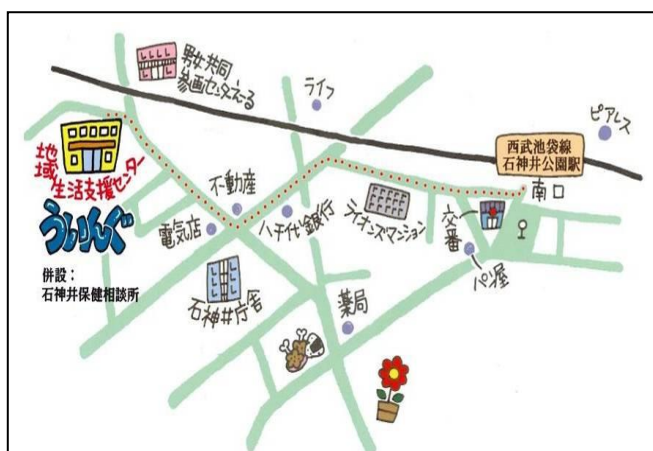 男女共同
参画センターえーる
ライフ
ピアレス
西武池袋線
石神井公園駅
南口
地域
生活支援センター
ういんぐ
併設：
石神井保健相談所
不動産
電気店
八千代銀行
ライオンズマンション
交番
パン屋
石神井庁舎
薬局